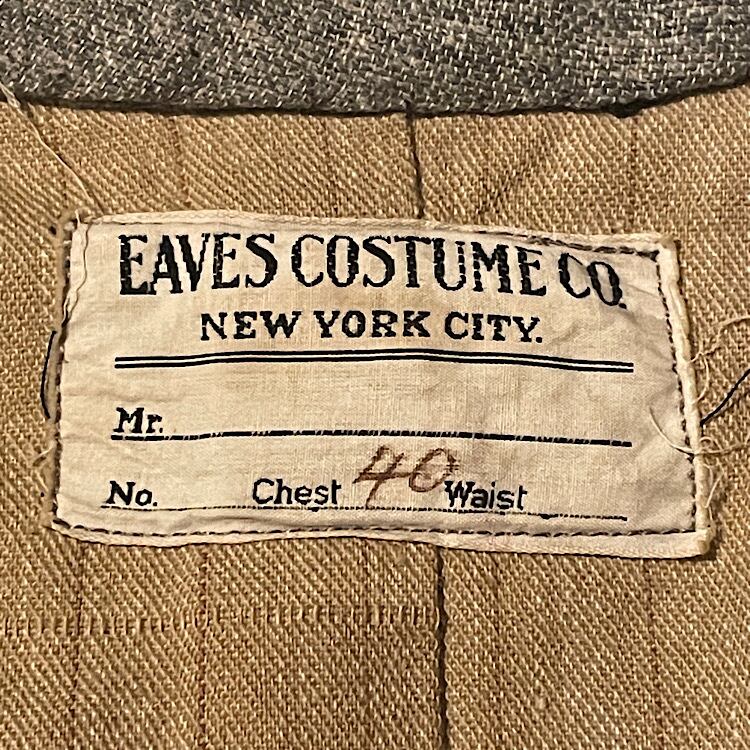 EAVES COSTUME CO.
NEW YORK CITY.
Mr.
No. Chest 40 Waist